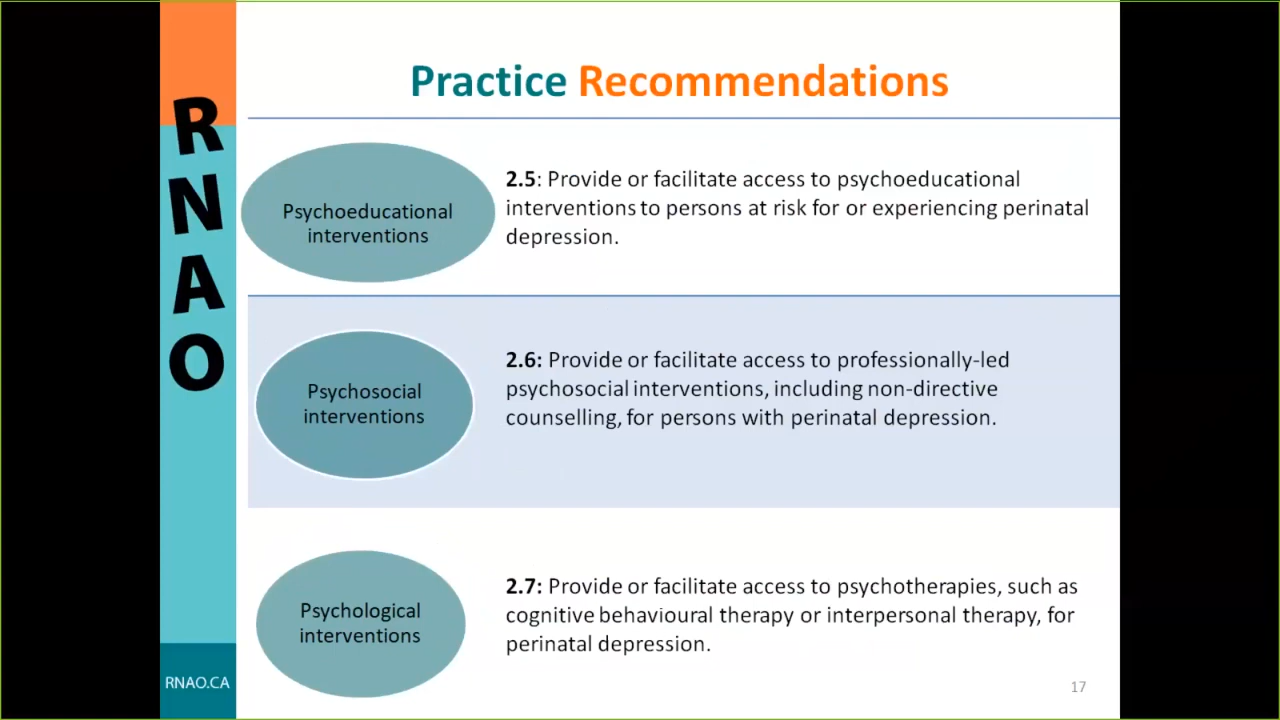 RNAO
Practice Recommendations
Psychoeducational
interventions
2.5: Provide or facilitate access to psychoeducational
interventions to persons at risk for or experiencing perinatal
depression.
Psychosocial
interventions
2.6: Provide or facilitate access to professionally-led
psychosocial interventions, including non-directive
counselling, for persons with perinatal depression.
Psychological
interventions
2.7: Provide or facilitate access to psychotherapies, such as
cognitive behavioural therapy or interpersonal therapy, for
perinatal depression.
RNAO.CA
17